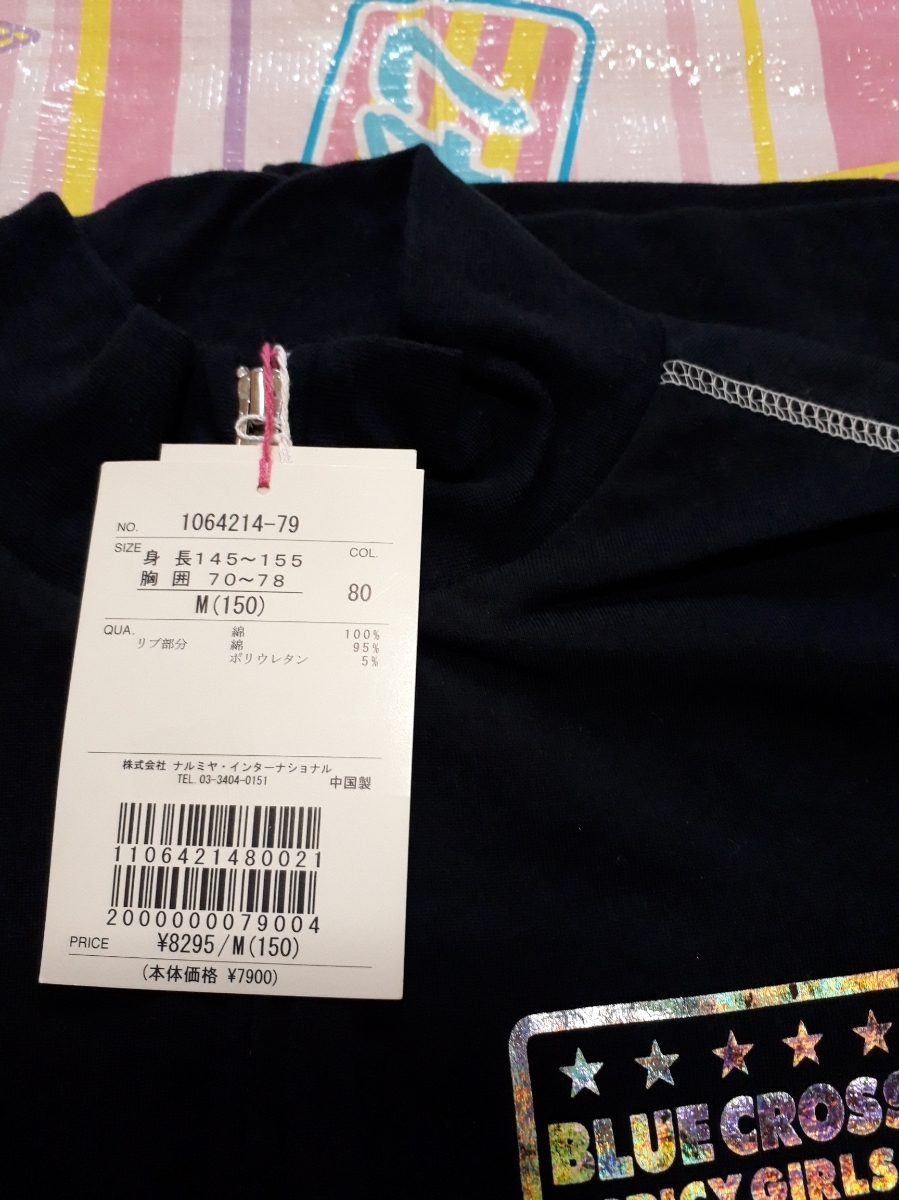 NO. 1064214-79
SIZE 身 長 145～155 COL.
胸 囲 70～78 80
M(150)
QUA. 綿 100%
リブ部分 綿 95%
ポリウレタン 5%
株式会社 ナルミヤ・インターナショナル
TEL. 03-3404-0151 中国製
1106421480021
2000000079004
PRICE ¥8295/M(150)
(本体価格 ¥7900)
BLUE CROSS
GIRLS